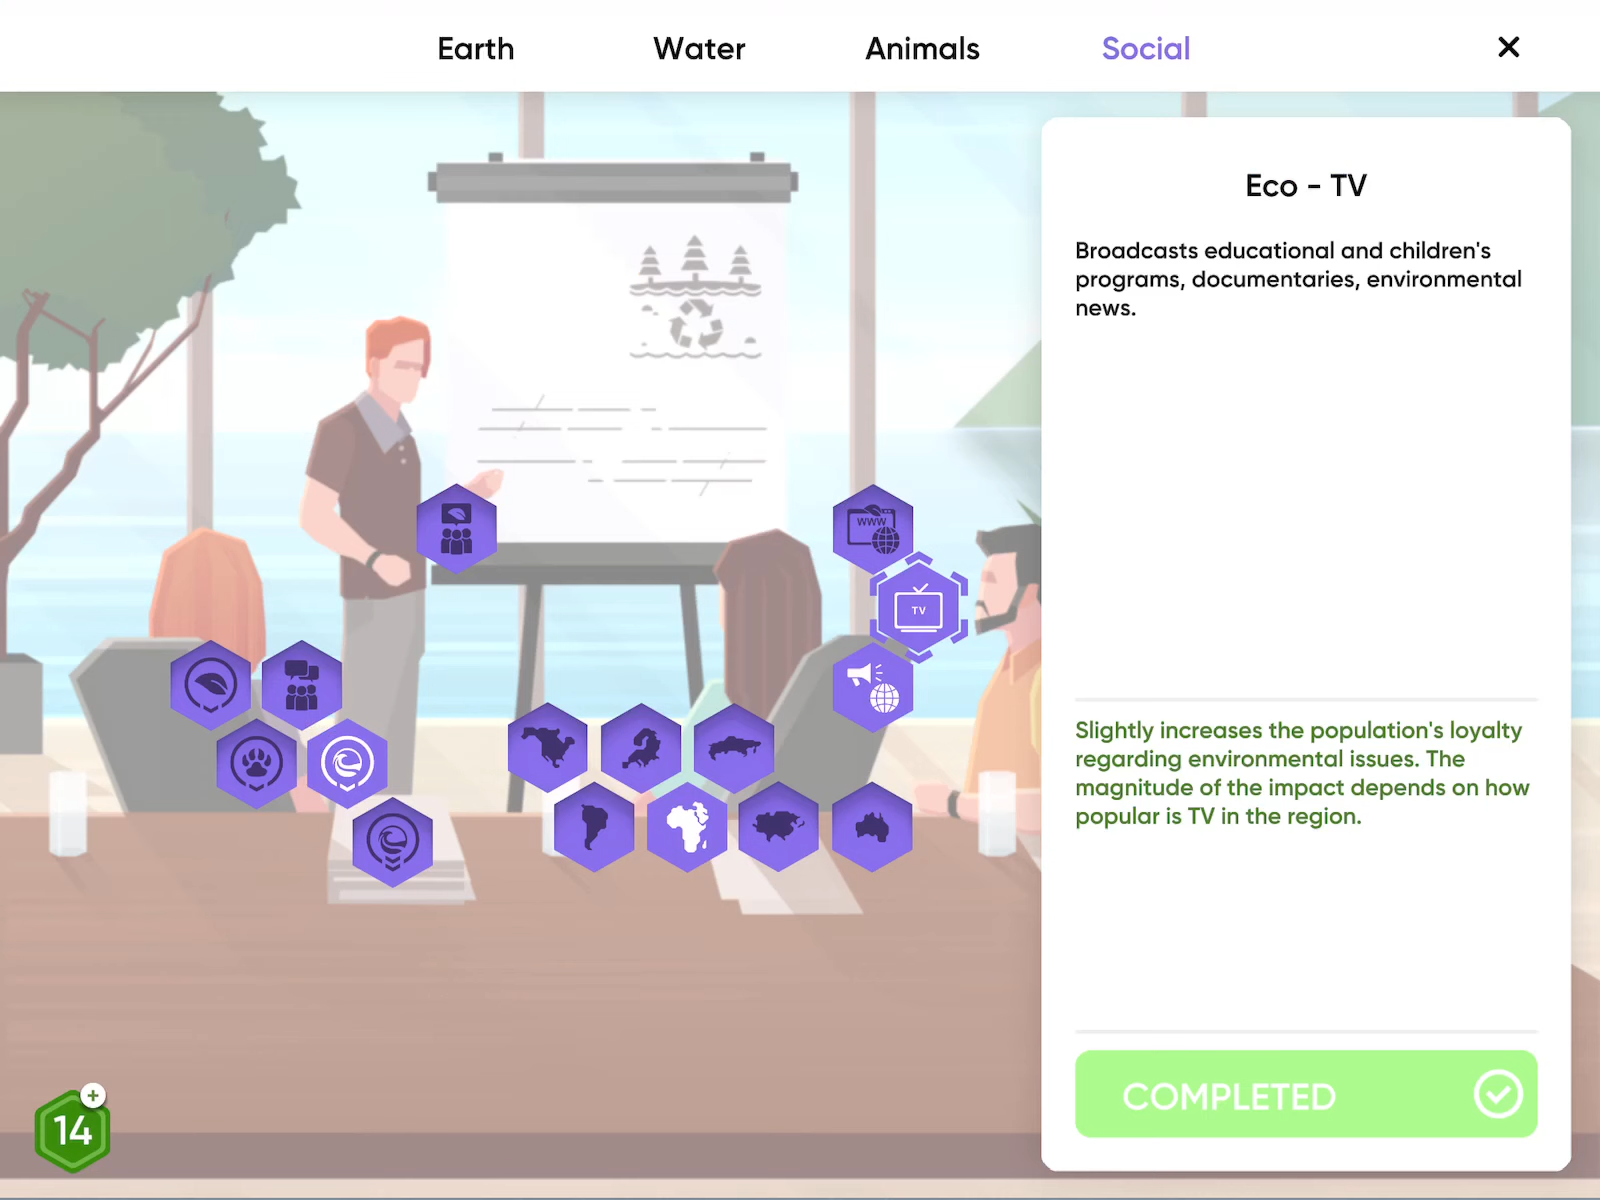 Earth Water Animals Social
Eco - TV
Broadcasts educational and children's
programs, documentaries, environmental
news.
WWW
TV
Slightly increases the population's loyalty
regarding environmental issues. The
magnitude of the impact depends on how
popular is TV in the region.
COMPLETED
14